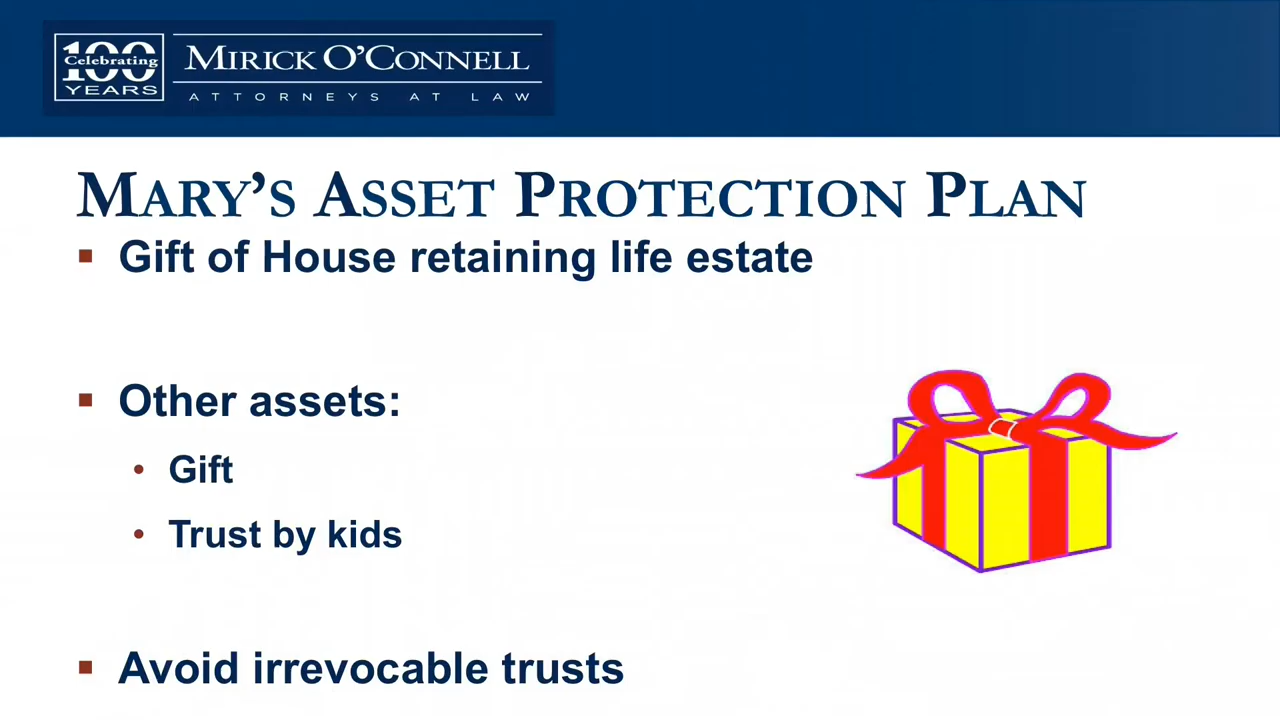 100
Celebrating
YEARS
MIRICK O'CONNELL
ATTORNEYS AT LAW
MARY'S ASSET PROTECTION PLAN
Gift of House retaining life estate
Other assets:
Gift
Trust by kids
Avoid irrevocable trusts